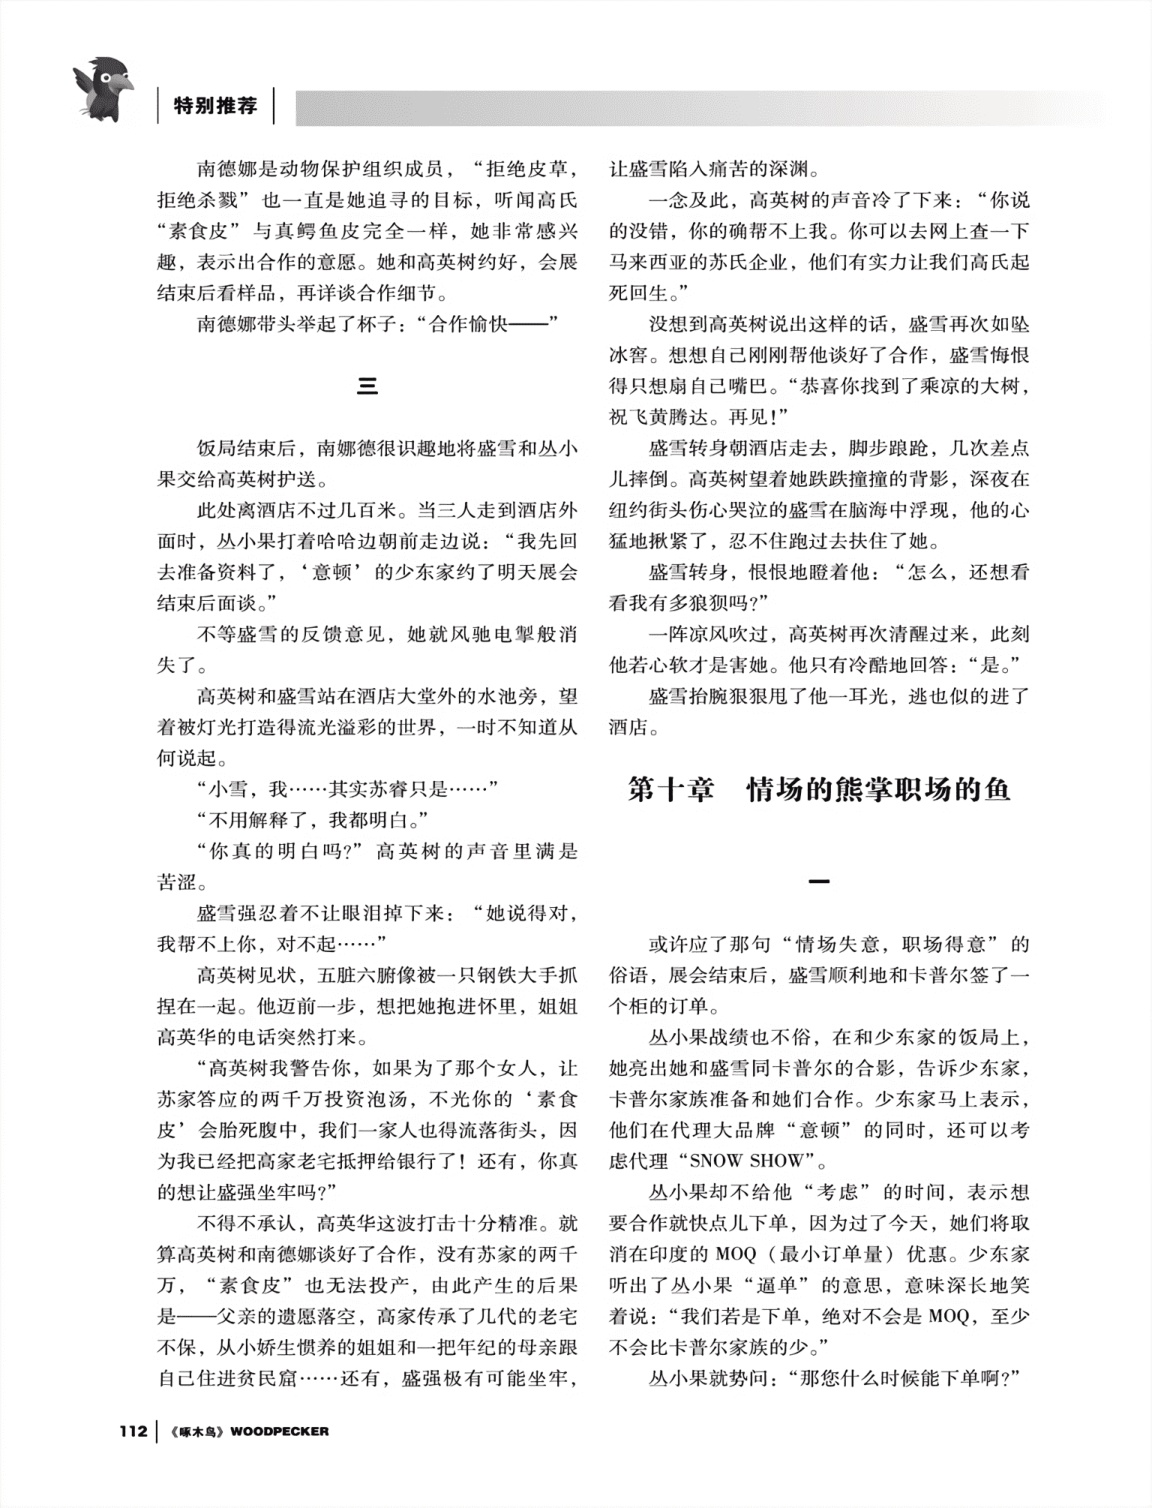 特别推荐
南德娜是动物保护组织成员，“拒绝皮草，
拒绝杀戮”也一直是她追寻的目标，听闻高氏
“素食皮”与真鳄鱼皮完全一样，她非常感兴
趣，表示出合作的意愿。她和高英树约好，会展
结束后看样品，再详谈合作细节。
南德娜带头举起了杯子：“合作愉快——”
三
饭局结束后，南娜德很识趣地将盛雪和丛小
果交给高英树护送。
此处离酒店不过几百米。当三人走到酒店外
面时，丛小果打着哈哈边朝前走边说：“我先回
去准备资料了，‘意顿’的少东家约了明天展会
结束后面谈。”
不等盛雪的反馈意见，她就风驰电掣般消
失了。
高英树和盛雪站在酒店大堂外的水池旁，望
着被灯光打造得流光溢彩的世界，一时不知道从
何说起。
“小雪，我……其实苏睿只是……”
“不用解释了，我都明白。”
“你真的明白吗?”高英树的声音里满是
苦涩。
盛雪强忍着不让眼泪掉下来：“她说得对，
我帮不上你，对不起……”
高英树见状，五脏六腑像被一只钢铁大手抓
捏在一起。他迈前一步，想把她抱进怀里，姐姐
高英华的电话突然打来。
“高英树我警告你，如果为了那个女人，让
苏家答应的两千万投资泡汤，不光你的‘素食
皮’会胎死腹中，我们一家人也得流落街头，因
为我已经把高家老宅抵押给银行了！还有，你真
的想让盛强坐牢吗?”
不得不承认，高英华这波打击十分精准。就
算高英树和南德娜谈好了合作，没有苏家的两千
万，“素食皮”也无法投产，由此产生的后果
是——父亲的遗愿落空，高家传承了几代的老宅
不保，从小娇生惯养的姐姐和一把年纪的母亲跟
自己住进贫民窟……还有，盛强极有可能坐牢，
让盛雪陷入痛苦的深渊。
一念及此，高英树的声音冷了下来：“你说
的没错，你的确帮不上我。你可以去网上查一下
马来西亚的苏氏企业，他们有实力让我们高氏起
死回生。”
没想到高英树说出这样的话，盛雪再次如坠
冰窖。想想自己刚刚帮他谈好了合作，盛雪悔恨
得只想扇自己嘴巴。“恭喜你找到了乘凉的大树，
祝飞黄腾达。再见！”
盛雪转身朝酒店走去，脚步踉跄，几次差点
儿摔倒。高英树望着她跌跌撞撞的背影，深夜在
纽约街头伤心哭泣的盛雪在脑海中浮现，他的心
猛地揪紧了，忍不住跑过去扶住了她。
盛雪转身，恨恨地瞪着他：“怎么，还想看
看我有多狼狈吗?”
一阵凉风吹过，高英树再次清醒过来，此刻
他若心软才是害她。他只有冷酷地回答：“是。”
盛雪抬腕狠狠甩了他一耳光，逃也似的进了
酒店。
第十章　情场的熊掌职场的鱼
一
或许应了那句“情场失意，职场得意”的
俗语，展会结束后，盛雪顺利地和卡普尔签了一
个柜的订单。
丛小果战绩也不俗，在和少东家的饭局上，
她亮出她和盛雪同卡普尔的合影，告诉少东家，
卡普尔家族准备和她们合作。少东家马上表示，
他们在代理大品牌“意顿”的同时，还可以考
虑代理“SNOW SHOW”。
丛小果却不给他“考虑”的时间，表示想
要合作就快点儿下单，因为过了今天，她们将取
消在印度的 MOQ（最小订单量）优惠。少东家
听出了丛小果“逼单”的意思，意味深长地笑
着说：“我们若是下单，绝对不会是 MOQ，至少
不会比卡普尔家族的少。”
丛小果就势问：“那您什么时候能下单啊?”
112 《啄木鸟》WOODPECKER